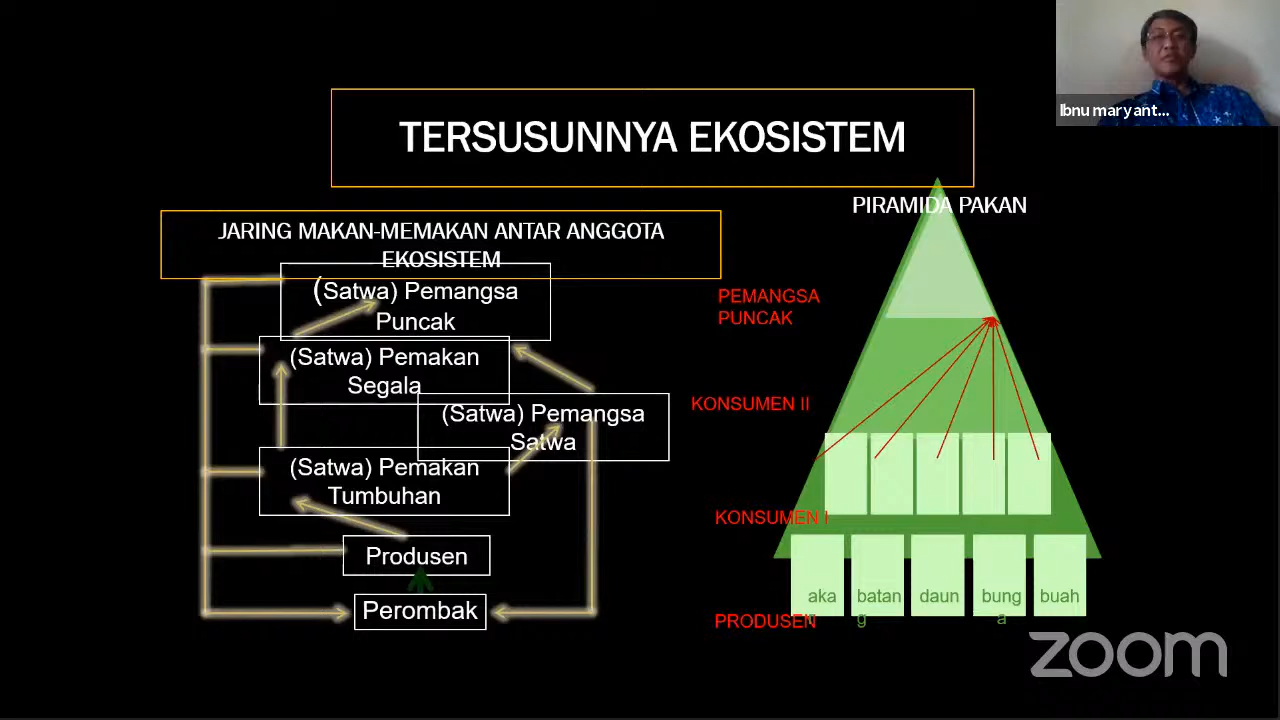 Ibnu maryant...
TERSUSUNNYA EKOSISTEM
PIRAMIDA PAKAN
JARING MAKAN-MEMAKAN ANTAR ANGGOTA
EKOSISTEM
(Satwa) Pemangsa
Puncak
(Satwa) Pemakan
Segala
(Satwa) Pemangsa
Satwa
(Satwa) Pemakan
Tumbuhan
Produsen
Perombak
PEMANGSA
PUNCAK
KONSUMEN II
KONSUMEN I
PRODUSEN
aka
r
batan
g
daun
bung
a
buah
zoom